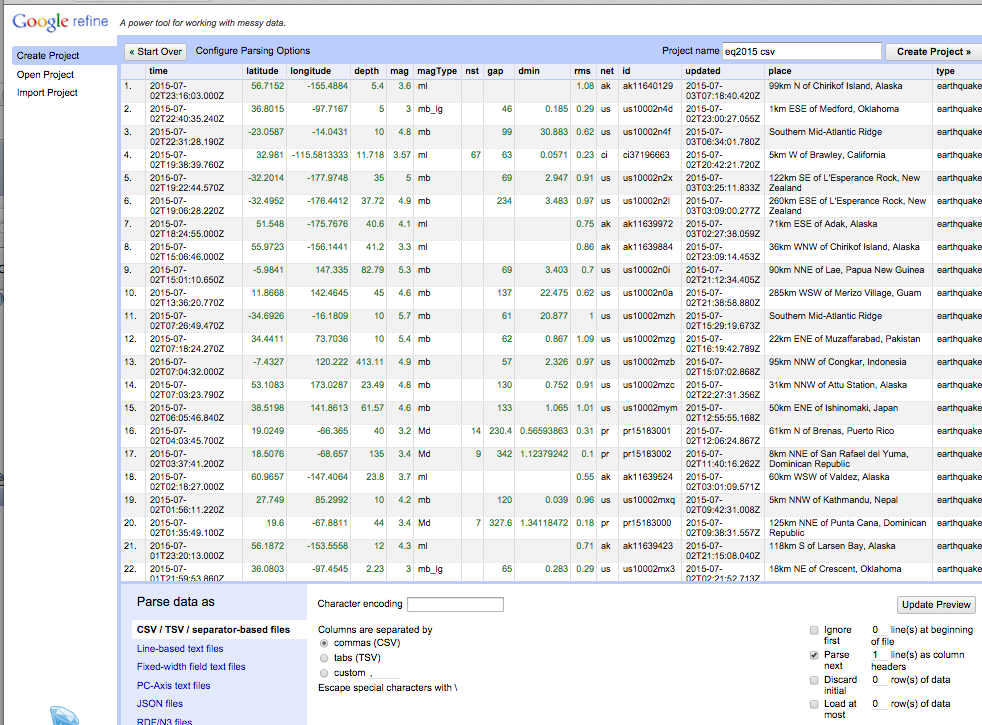 Google refine A power tool for working with messy data.
Create Project
Open Project
Import Project
« Start Over Configure Parsing Options Project name eq2015 csv Create Project »
time latitude longitude depth mag magType nst gap dmin rms net id updated place type
1. 2015-07-02T23:16:03.000Z 56.7152 -155.4884 5.4 3.6 ml 1.08 ak ak11640129 2015-07-03T07:18:40.420Z 99km N of Chirikof Island, Alaska earthquake
2. 2015-07-02T22:40:35.240Z 36.8015 -97.7167 5 3 mb_lg 46 0.185 0.29 us us10002n4d 2015-07-02T23:00:27.055Z 1km ESE of Medford, Oklahoma earthquake
3. 2015-07-02T22:31:28.190Z -23.0587 -14.0431 10 4.8 mb 99 30.883 0.62 us us10002n4f 2015-07-03T06:34:01.780Z Southern Mid-Atlantic Ridge earthquake
4. 2015-07-02T19:38:39.760Z 32.981 -115.5813333 11.718 3.57 ml 67 63 0.0571 0.23 ci ci37196663 2015-07-02T20:42:21.720Z 5km W of Brawley, California earthquake
5. 2015-07-02T19:22:44.570Z -32.2014 -177.9748 35 5 mb 69 2.947 0.91 us us10002n2x 2015-07-03T03:25:11.833Z 122km SE of L'Esperance Rock, New Zealand earthquake
6. 2015-07-02T19:06:28.220Z -32.4952 -176.4412 37.72 4.9 mb 234 3.483 0.97 us us10002n2l 2015-07-03T03:09:00.277Z 260km ESE of L'Esperance Rock, New Zealand earthquake
7. 2015-07-02T18:24:55.000Z 51.548 -175.7676 40.6 4.1 ml 0.75 ak ak11639972 2015-07-03T02:27:38.059Z 71km ESE of Adak, Alaska earthquake
8. 2015-07-02T15:06:46.000Z 55.9723 -156.1441 41.2 3.3 ml 0.86 ak ak11639884 2015-07-02T23:09:14.453Z 36km WNW of Chirikof Island, Alaska earthquake
9. 2015-07-02T15:01:10.650Z -5.9841 147.335 82.79 5.3 mb 69 3.403 0.7 us us10002n0i 2015-07-02T21:12:34.405Z 90km NNE of Lae, Papua New Guinea earthquake
10. 2015-07-02T13:36:20.770Z 11.8668 142.4645 45 4.6 mb 137 22.475 0.62 us us10002n0a 2015-07-02T21:38:58.880Z 285km WSW of Merizo Village, Guam earthquake
11. 2015-07-02T07:26:49.470Z -34.6926 -16.1809 10 5.7 mb 61 20.877 1 us us10002mzh 2015-07-02T15:29:19.673Z Southern Mid-Atlantic Ridge earthquake
12. 2015-07-02T07:18:24.270Z 34.4411 73.7036 10 5.4 mb 62 0.867 1.09 us us10002mzg 2015-07-02T16:19:42.789Z 22km ENE of Muzaffarabad, Pakistan earthquake
13. 2015-07-02T07:04:32.000Z -7.4327 120.222 413.11 4.9 mb 57 2.326 0.97 us us10002mzb 2015-07-02T15:07:02.868Z 95km NNW of Congkar, Indonesia earthquake
14. 2015-07-02T07:03:23.790Z 53.1083 173.0287 23.49 4.8 mb 130 0.752 0.91 us us10002mzc 2015-07-02T22:27:31.356Z 31km NNW of Attu Station, Alaska earthquake
15. 2015-07-02T06:05:46.840Z 38.5198 141.8613 61.57 4.6 mb 133 1.065 1.01 us us10002mym 2015-07-02T12:55:55.168Z 50km ENE of Ishinomaki, Japan earthquake
16. 2015-07-02T04:03:45.700Z 19.0249 -66.365 40 3.2 Md 14 230.4 0.56593863 0.31 pr pr15183001 2015-07-02T12:06:24.867Z 61km N of Brenas, Puerto Rico earthquake
17. 2015-07-02T03:37:41.200Z 18.5076 -68.657 135 3.4 Md 9 342 1.12379242 0.1 pr pr15183002 2015-07-02T11:40:16.262Z 8km NNE of San Rafael del Yuma, Dominican Republic earthquake
18. 2015-07-02T02:18:27.000Z 60.9657 -147.4064 23.8 3.7 ml 0.55 ak ak11639524 2015-07-02T03:01:09.571Z 60km WSW of Valdez, Alaska earthquake
19. 2015-07-02T01:56:11.220Z 27.749 85.2992 10 4.2 mb 120 0.039 0.96 us us10002mxq 2015-07-02T09:42:31.008Z 5km NNW of Kathmandu, Nepal earthquake
20. 2015-07-02T01:35:49.100Z 19.6 -67.8811 44 3.4 Md 7 327.6 1.34118472 0.18 pr pr15183000 2015-07-02T09:38:31.557Z 125km NNE of Punta Cana, Dominican Republic earthquake
21. 2015-07-01T23:20:13.000Z 56.1872 -153.5558 12 4.3 ml 0.71 ak ak11639423 2015-07-02T21:15:08.040Z 118km S of Larsen Bay, Alaska earthquake
22. 2015-07-01T21:59:53.860Z 36.0803 -97.4545 2.23 3 mb_lg 65 0.283 0.29 us us10002mx3 2015-07-02T02:21:52.713Z 18km NE of Crescent, Oklahoma earthquake
Parse data as
CSV / TSV / separator-based files
Line-based text files
Fixed-width field text files
PC-Axis text files
JSON files
RDF/N3 files
Character encoding
Update Preview
Columns are separated by
commas (CSV)
tabs (TSV)
custom ,
Escape special characters with \
Ignore first 0 line(s) at beginning of file
Parse next 1 line(s) as column headers
Discard initial 0 row(s) of data
Load at most 0 row(s) of data